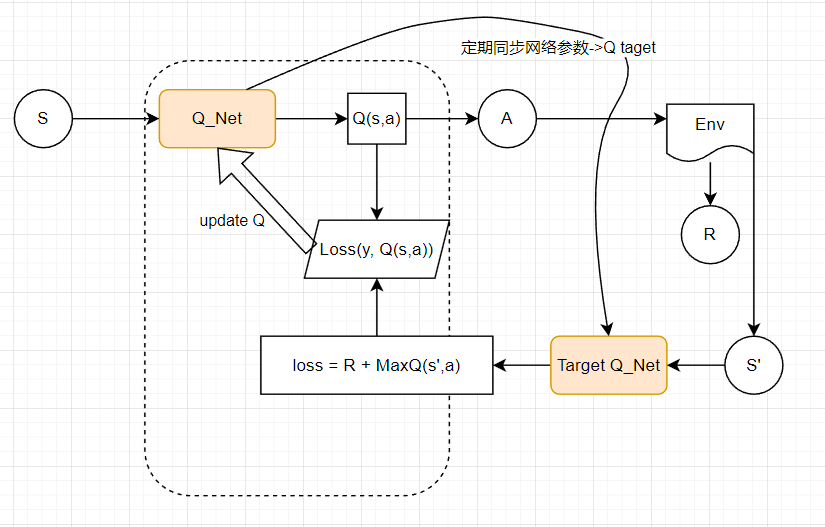 定期同步网络参数->Q taget
S
Q_Net
Q(s,a)
A
Env
update Q
Loss(y, Q(s,a))
R
loss = R + MaxQ(s',a)
Target Q_Net
S'